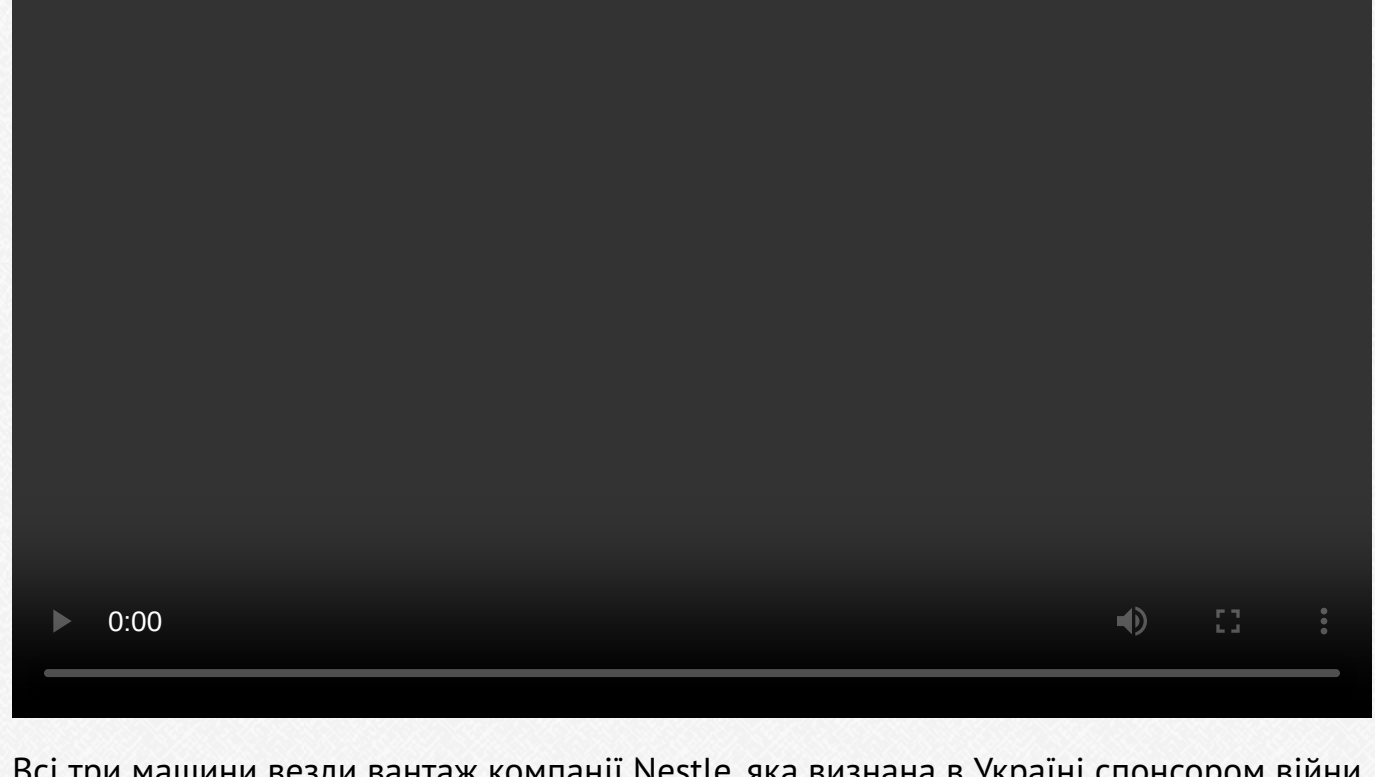 0:00
Всі три машини везли вантаж компанії Nestle, яка визнана в Україні спонсором війни